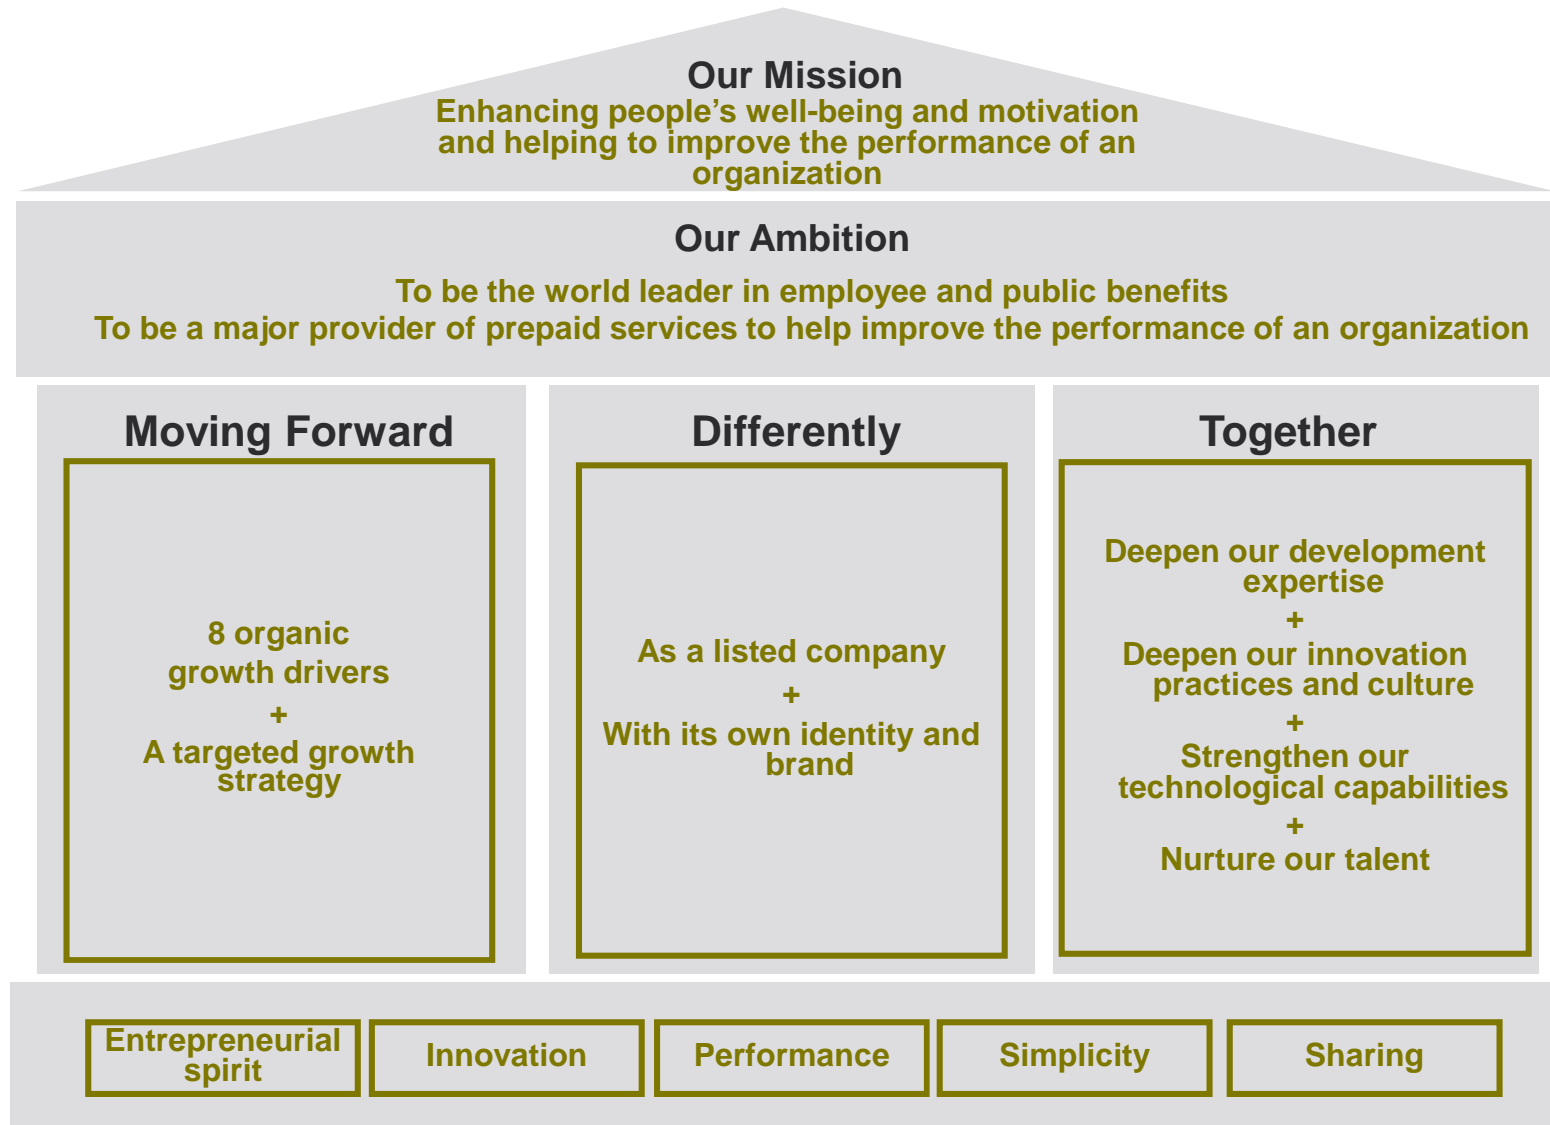 Our Mission
Enhancing people’s well-being and motivation
and helping to improve the performance of an
organization
Our Ambition
To be the world leader in employee and public benefits
To be a major provider of prepaid services to help improve the performance of an organization
Moving Forward
8 organic
growth drivers
+
A targeted growth
strategy
Differently
As a listed company
+
With its own identity and
brand
Together
Deepen our development
expertise
+
Deepen our innovation
practices and culture
+
Strengthen our
technological capabilities
+
Nurture our talent
Entrepreneurial
spirit
Innovation
Performance
Simplicity
Sharing